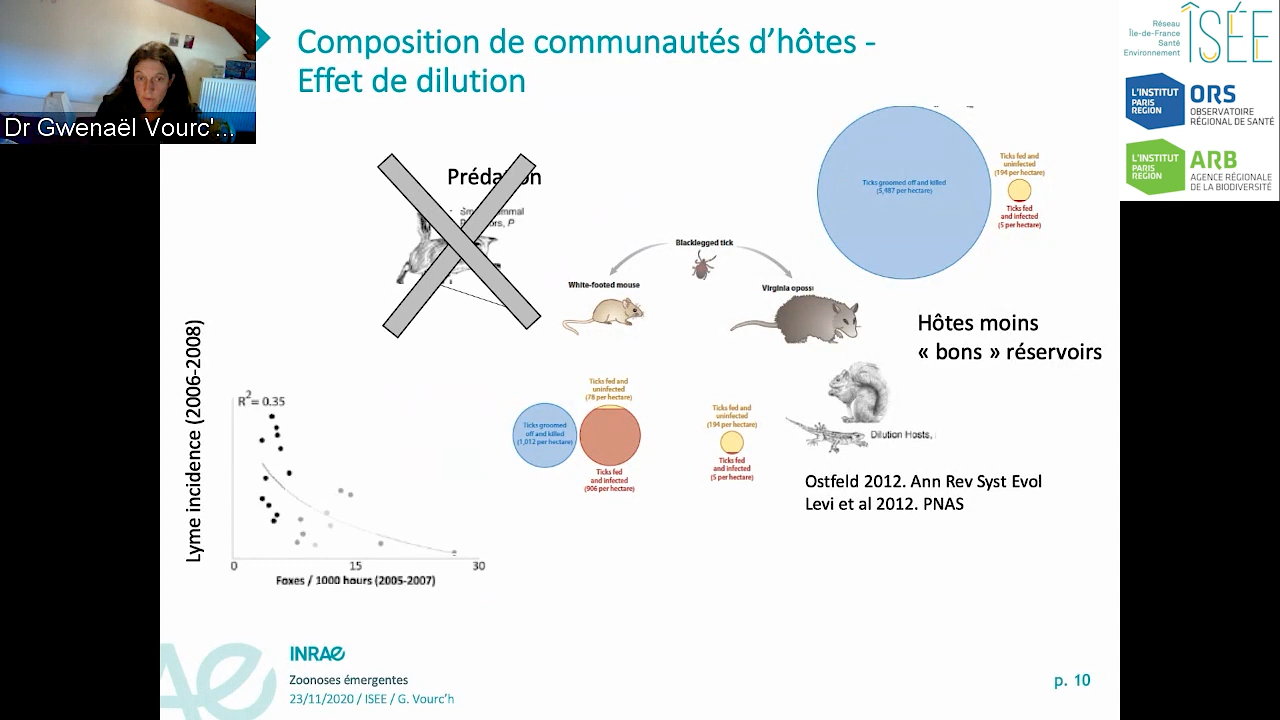 Dr Gwenaël Vourc'...
Composition de communautés d'hôtes -
Effet de dilution
Réseau
Île-de-France
Santé
Environnement
ÎSÉE
L'INSTITUT
PARIS
REGION
ORS
OBSERVATOIRE
RÉGIONAL DE SANTÉ
L'INSTITUT
PARIS
REGION
ARB
AGENCE RÉGIONALE
DE LA BIODIVERSITÉ
Ticks groomed off and killed
(5,487 per hectare)
Ticks fed and
uninfected
(194 per hectare)
Ticks fed
and infected
(5 per hectare)
Blacklegged tick
White-footed mouse
Virginia
Hôtes moins
« bons » réservoirs
Lyme incidence (2006-2008)
R2= 0.35
0
15
30
Foxes / 1000 hours (2005-2007)
Ticks groomed
off and killed
(1,012 per hectare)
Ticks fed and
uninfected
(78 per hectare)
Ticks fed
and infected
(906 per hectare)
Ticks fed and
uninfected
(194 per hectare)
Ticks fed
and infected
(5 per hectare)
Dilution Hosts,
Ostfeld 2012. Ann Rev Syst Evol
Levi et al 2012. PNAS
INRAE
Zoonoses émergentes
23/11/2020 / ISEE / G. Vourc'h
p. 10